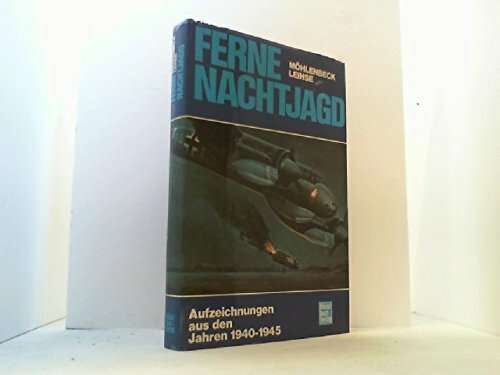 FERNE
NACHTJAGD
MÖHLENBECK
LEIHSE
Aufzeichnungen
aus den
Jahren 1940-1945